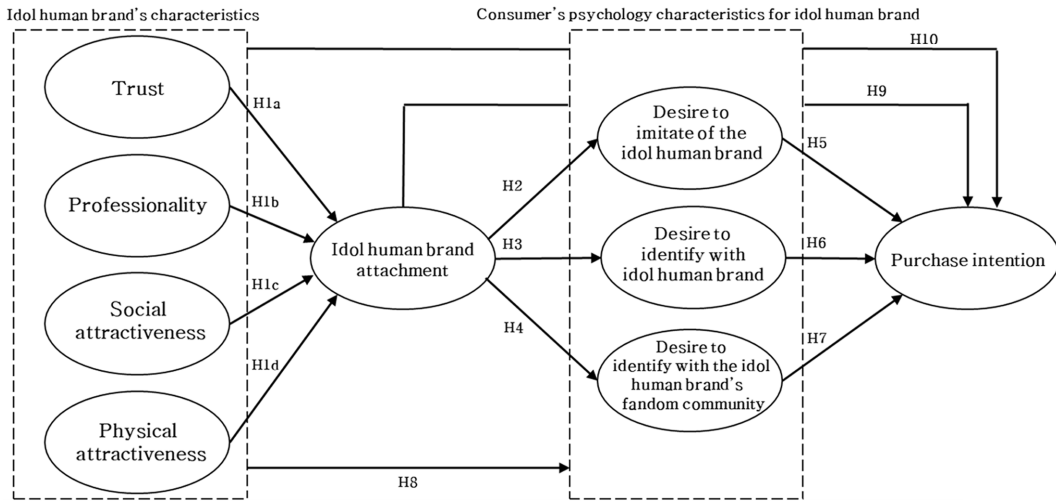 Idol human brand's characteristics
Consumer's psychology characteristics for idol human brand
H10
Trust
H1a
H9
Desire to
imitate of the
idol human brand
H5
Professionality
H1b
H2
Idol human brand
attachment
H3
Desire to
identify with
idol human brand
H6
Purchase intention
Social
attractiveness
H1c
H4
H7
Desire to
identify with the idol
human brand's
fandom community
H1d
Physical
attractiveness
H8